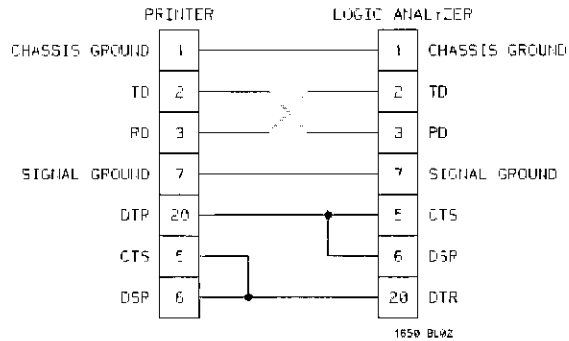 PRINTER LOGIC ANALYZER
CHASSIS GROUND 1 1 CHASSIS GROUND
TD 2 2 TD
RD 3 3 RD
SIGNAL GROUND 7 7 SIGNAL GROUND
DTR 20 5 CTS
CTS 5 6 DSR
DSR 6 20 DTR
1650 BL02